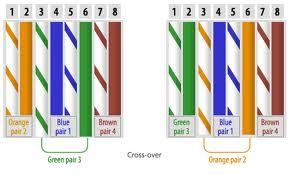 1 2 3 4 5 6 7 8
Orange pair 2
Blue pair 1
Brown pair 4
Green pair 3
Cross-over
1 2 3 4 5 6 7 8
Green pair 3
Blue pair 1
Brown pair 4
Orange pair 2